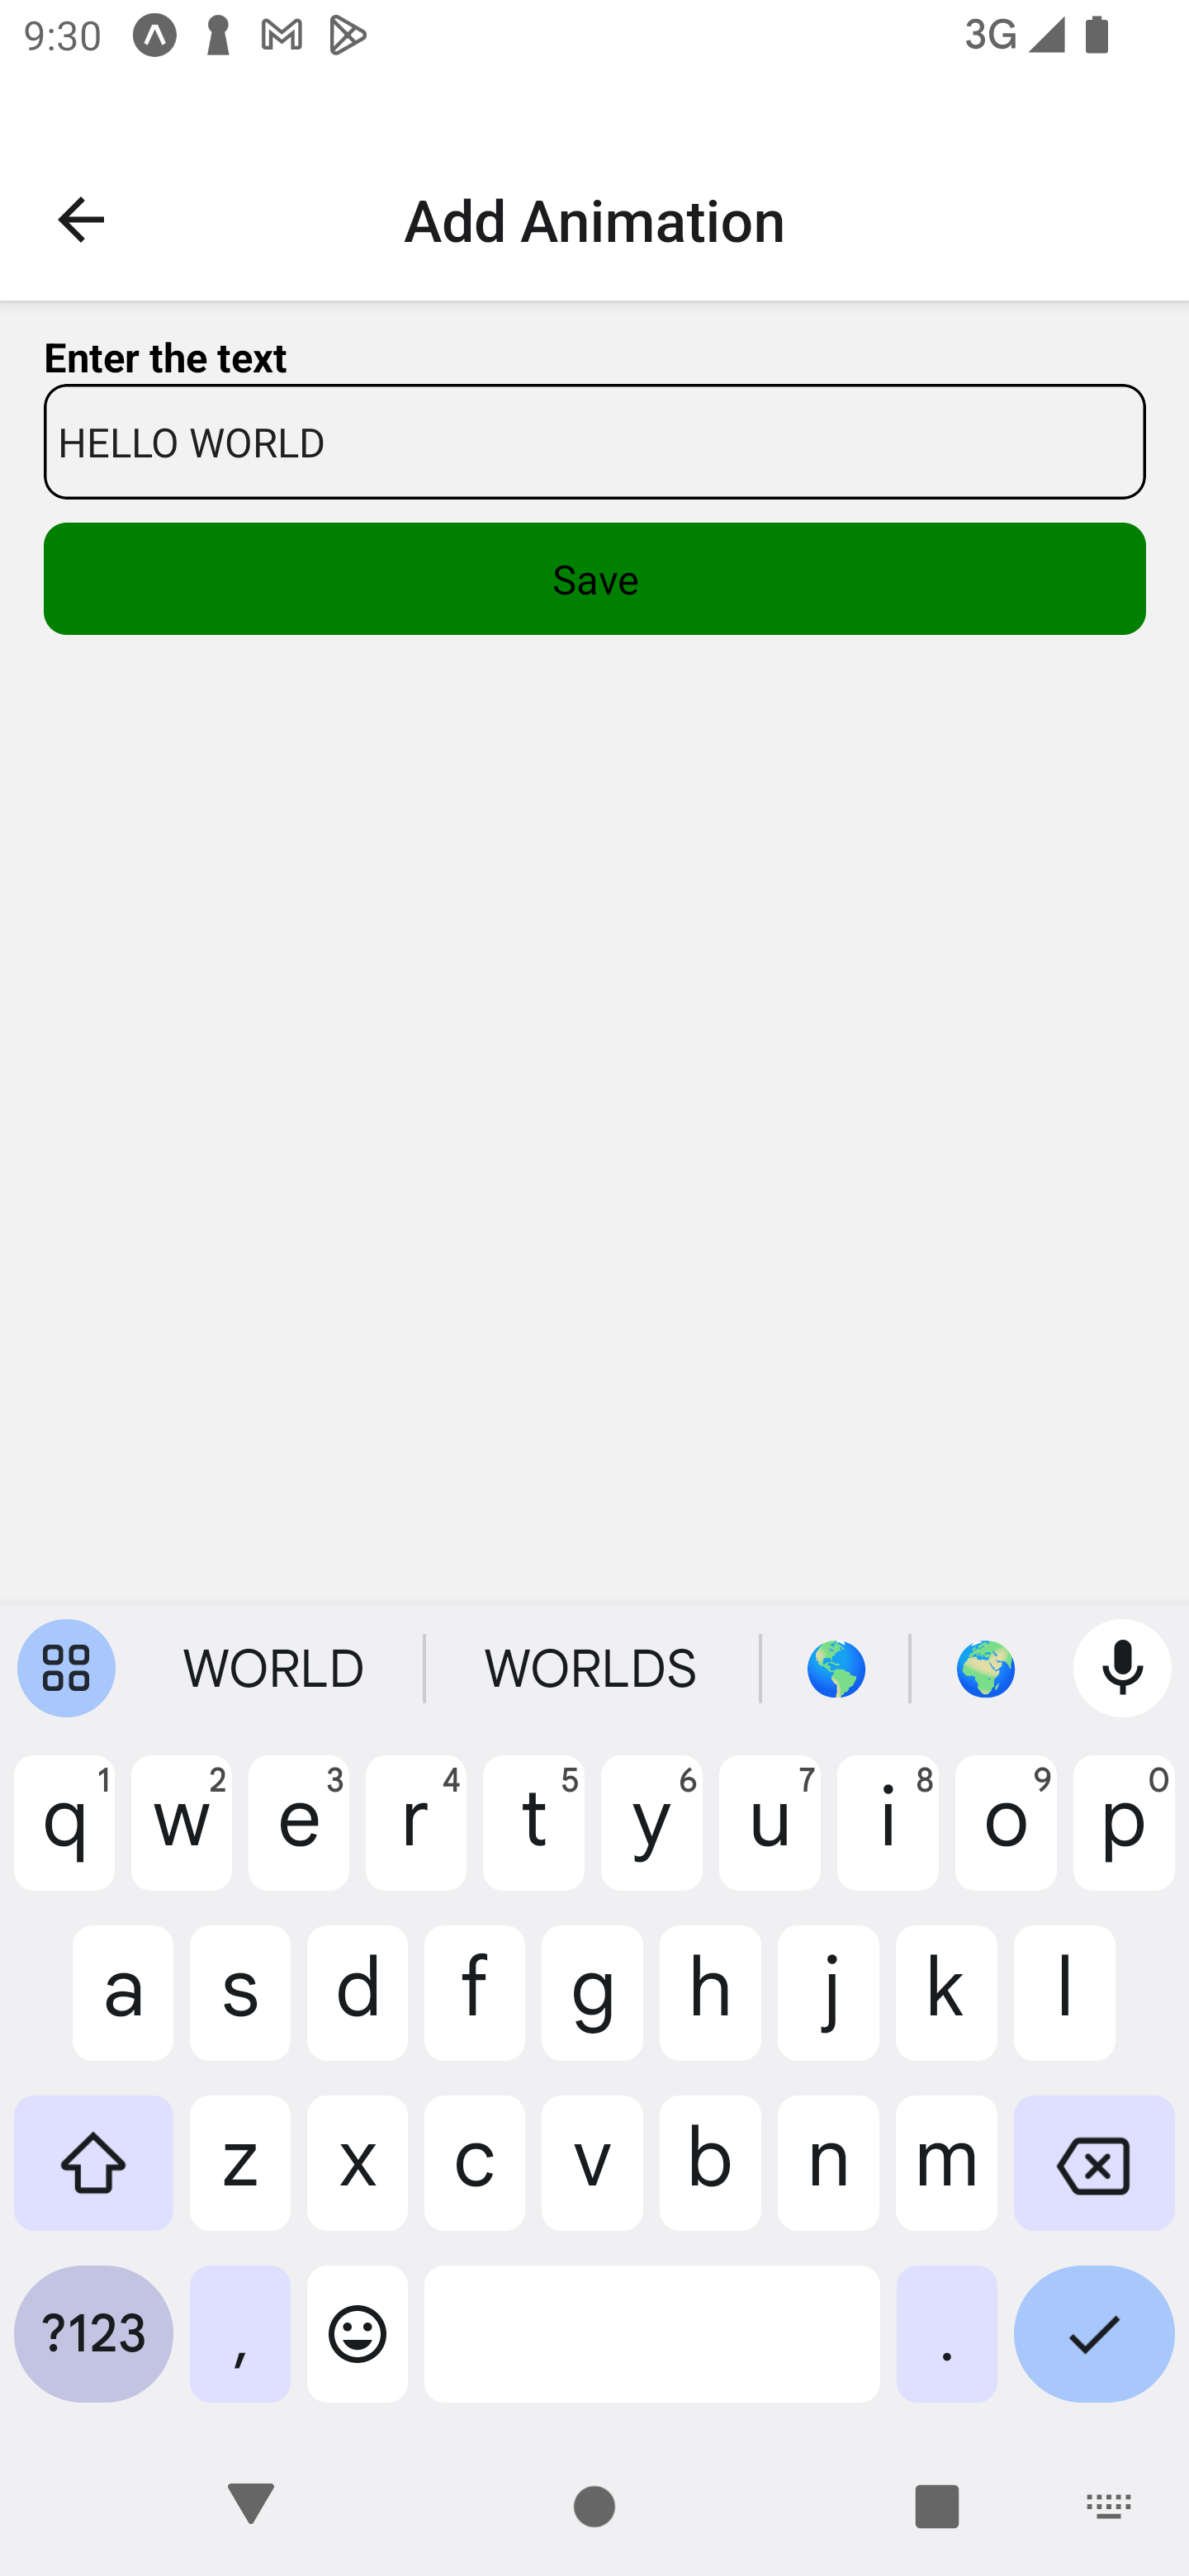 9:30 3G
Add Animation
Enter the text
HELLO WORLD
Save
WORLD WORLDS
q1 w2 e3 r4 t5 y6 u7 i8 o9 p0
a s d f g h j k l
z x c v b n m
?123 , .